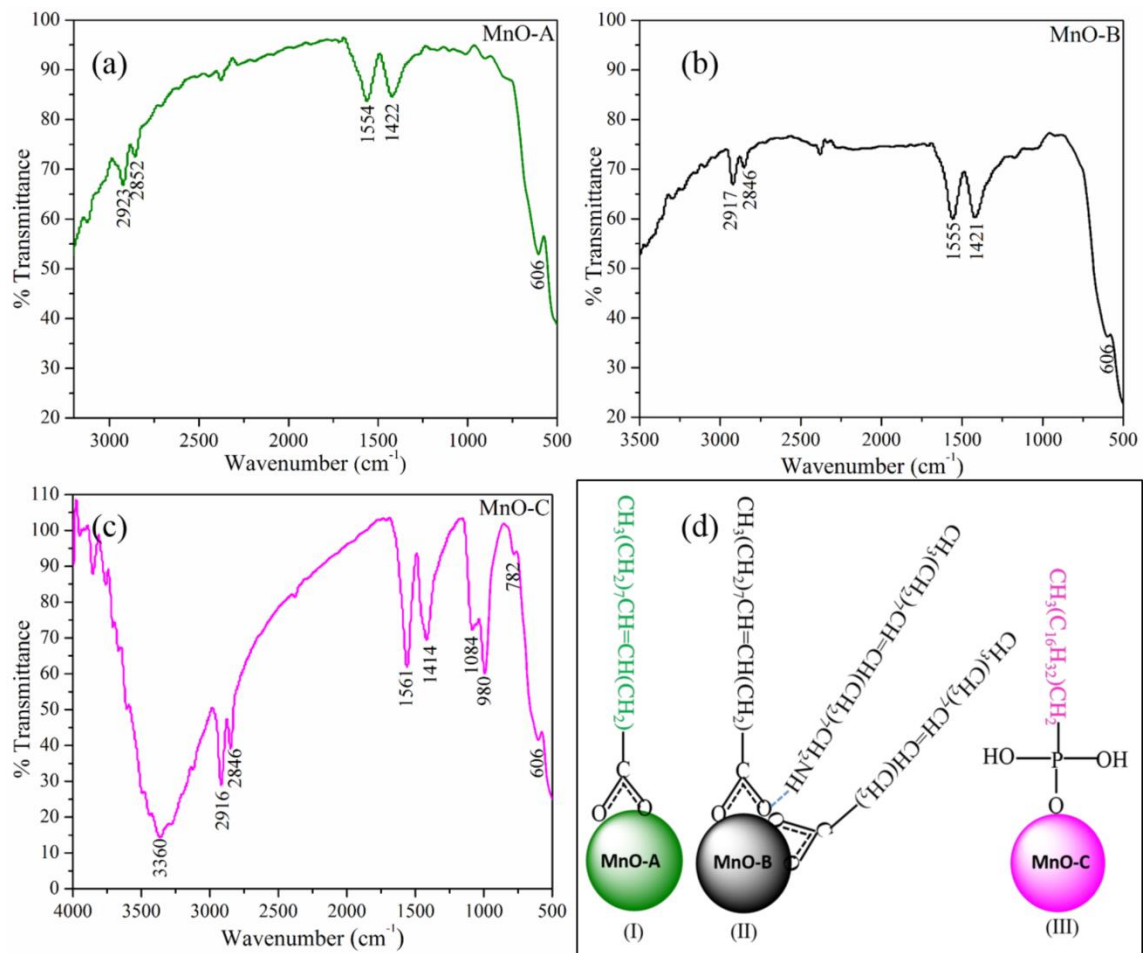 MnO-A
(a)
% Transmittance
100
90
80
70
60
50
40
30
20
2923
2852
1554
1422
606
3000 2500 2000 1500 1000 500
Wavenumber (cm⁻¹)
MnO-B
(b)
% Transmittance
100
90
80
70
60
50
40
30
20
2917
2846
1555
1421
606
3500 3000 2500 2000 1500 1000 500
Wavenumber (cm⁻¹)
MnO-C
(c)
% Transmittance
110
100
90
80
70
60
50
40
30
20
10
0
3360
2916
2846
1561
1414
1084
980
782
606
4000 3500 3000 2500 2000 1500 1000 500
Wavenumber (cm⁻¹)
(d)
CH₃(CH₂)₇CH=CH(CH₂)
C
O O
MnO-A
(I)
CH₃(CH₂)₇CH=CH(CH₂)
C
O O
CH₃(CH₂)₇CH=CH(CH₂)₇CH₂NH
CH₃(CH₂)₇CH=CH(CH₂)
O C
O
MnO-B
(II)
CH₃(C₁₆H₃₂)CH₂
HO P OH
O
MnO-C
(III)